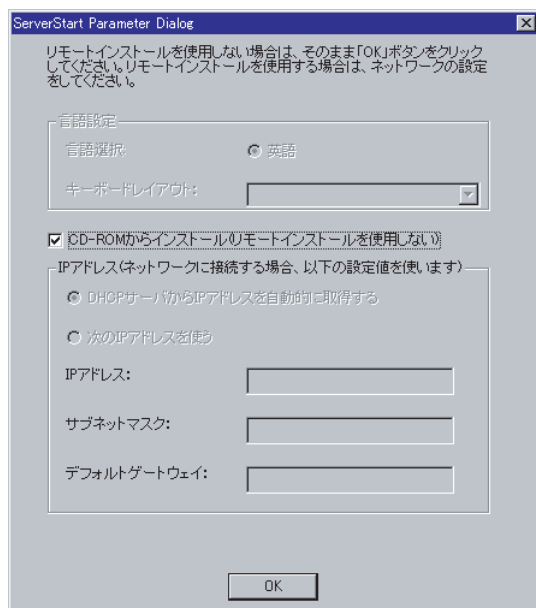 ServerStart Parameter Dialog
リモートインストールを使用しない場合は、そのまま「OK」ボタンをクリック
してください。リモートインストールを使用する場合は、ネットワークの設定
をしてください。
言語設定
言語選択:
英語
キーボードレイアウト:
CD-ROMからインストール(リモートインストールを使用しない)
IPアドレス(ネットワークに接続する場合、以下の設定値を使います)
DHCPサーバからIPアドレスを自動的に取得する
次のIPアドレスを使う
IPアドレス:
サブネットマスク:
デフォルトゲートウェイ:
OK